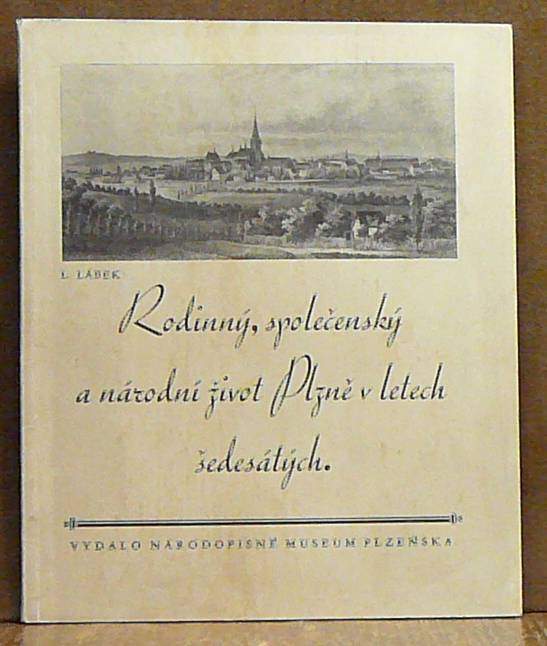 L. LÁBEK:
Rodinný, společenský
a národní život Plzně v letech
šedesátých.
VYDALO NÁRODOPISNÉ MUSEUM PLZEŇSKA